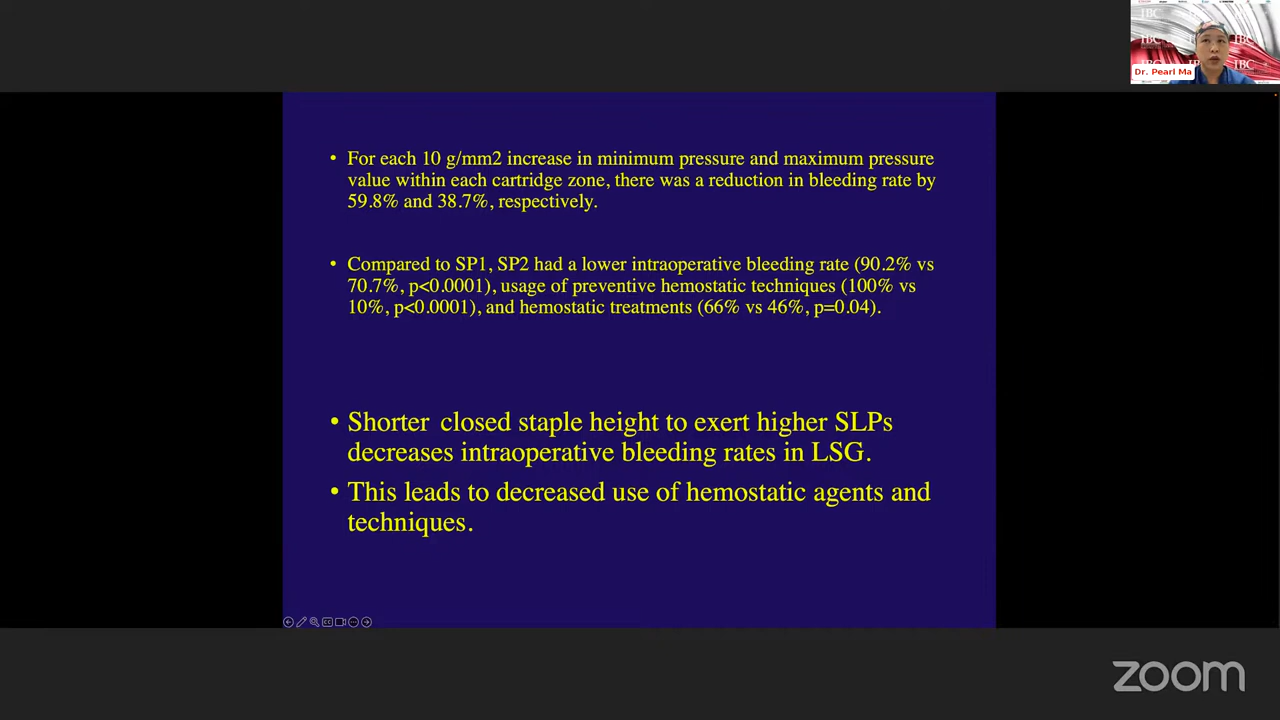 IBC
IBC
IBC
IBC
Dr. Pearl Ma
• For each 10 g/mm2 increase in minimum pressure and maximum pressure
value within each cartridge zone, there was a reduction in bleeding rate by
59.8% and 38.7%, respectively.
• Compared to SP1, SP2 had a lower intraoperative bleeding rate (90.2% vs
70.7%, p<0.0001), usage of preventive hemostatic techniques (100% vs
10%, p<0.0001), and hemostatic treatments (66% vs 46%, p=0.04).
• Shorter closed staple height to exert higher SLPs
decreases intraoperative bleeding rates in LSG.
• This leads to decreased use of hemostatic agents and
techniques.
zoom